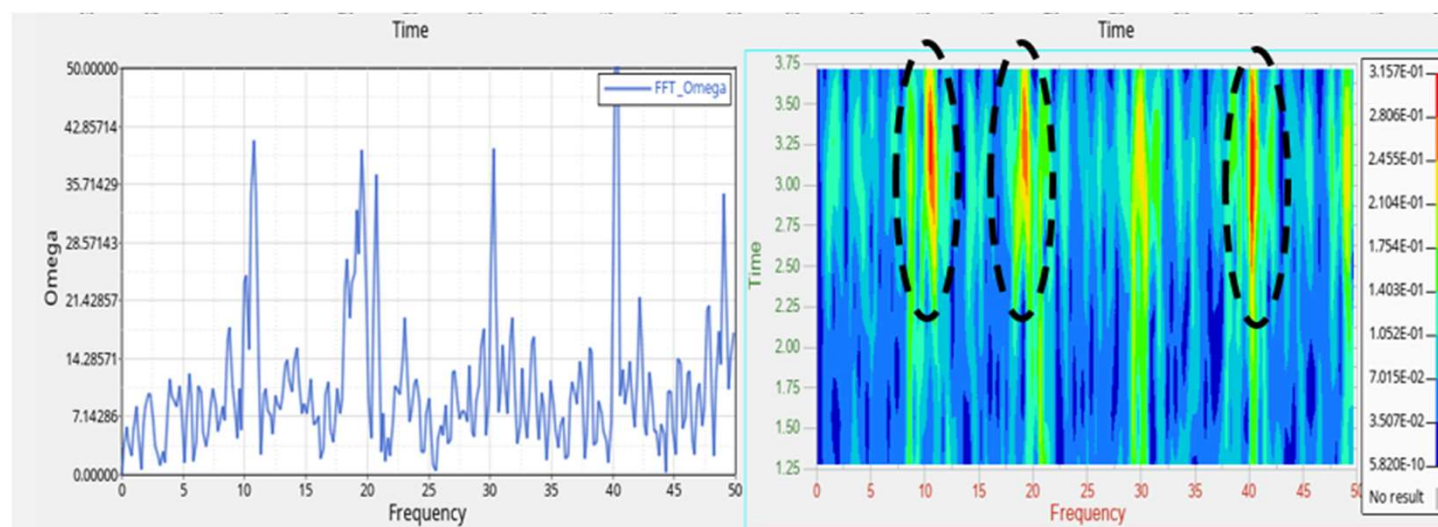 Time
50.00000
42.85714
35.71429
28.57143
21.42857
14.28571
7.14286
0.00000
Omega
FFT_Omega
0 5 10 15 20 25 30 35 40 45 50
Frequency
Time
3.75
3.50
3.25
3.00
2.75
2.50
2.25
2.00
1.75
1.50
1.25
Time
0 5 10 15 20 25 30 35 40 45
Frequency
3.157E-01
2.806E-01
2.455E-01
2.104E-01
1.754E-01
1.403E-01
1.052E-01
7.015E-02
3.507E-02
5.820E-10
No result